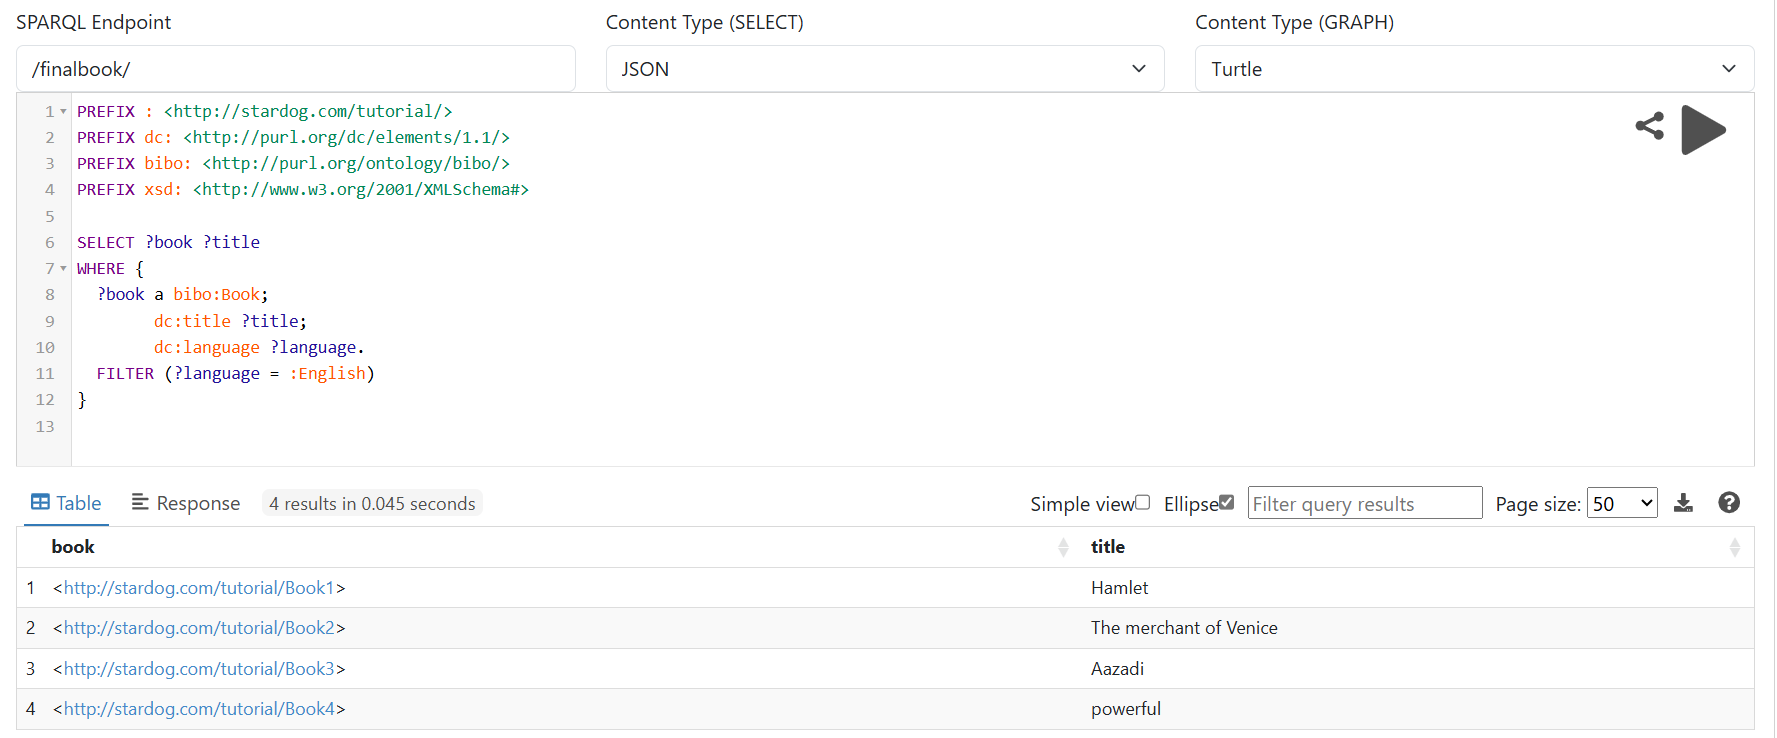 SPARQL Endpoint Content Type (SELECT) Content Type (GRAPH)
/finalbook/ JSON Turtle
1 PREFIX : <http://stardog.com/tutorial/>
2 PREFIX dc: <http://purl.org/dc/elements/1.1/>
3 PREFIX bibo: <http://purl.org/ontology/bibo/>
4 PREFIX xsd: <http://www.w3.org/2001/XMLSchema#>
5
6 SELECT ?book ?title
7 WHERE {
8 ?book a bibo:Book;
9 dc:title ?title;
10 dc:language ?language.
11 FILTER (?language = :English)
12 }
13
Table Response 4 results in 0.045 seconds Simple view Ellipse Filter query results Page size: 50
book title
1 <http://stardog.com/tutorial/Book1> Hamlet
2 <http://stardog.com/tutorial/Book2> The merchant of Venice
3 <http://stardog.com/tutorial/Book3> Aazadi
4 <http://stardog.com/tutorial/Book4> powerful